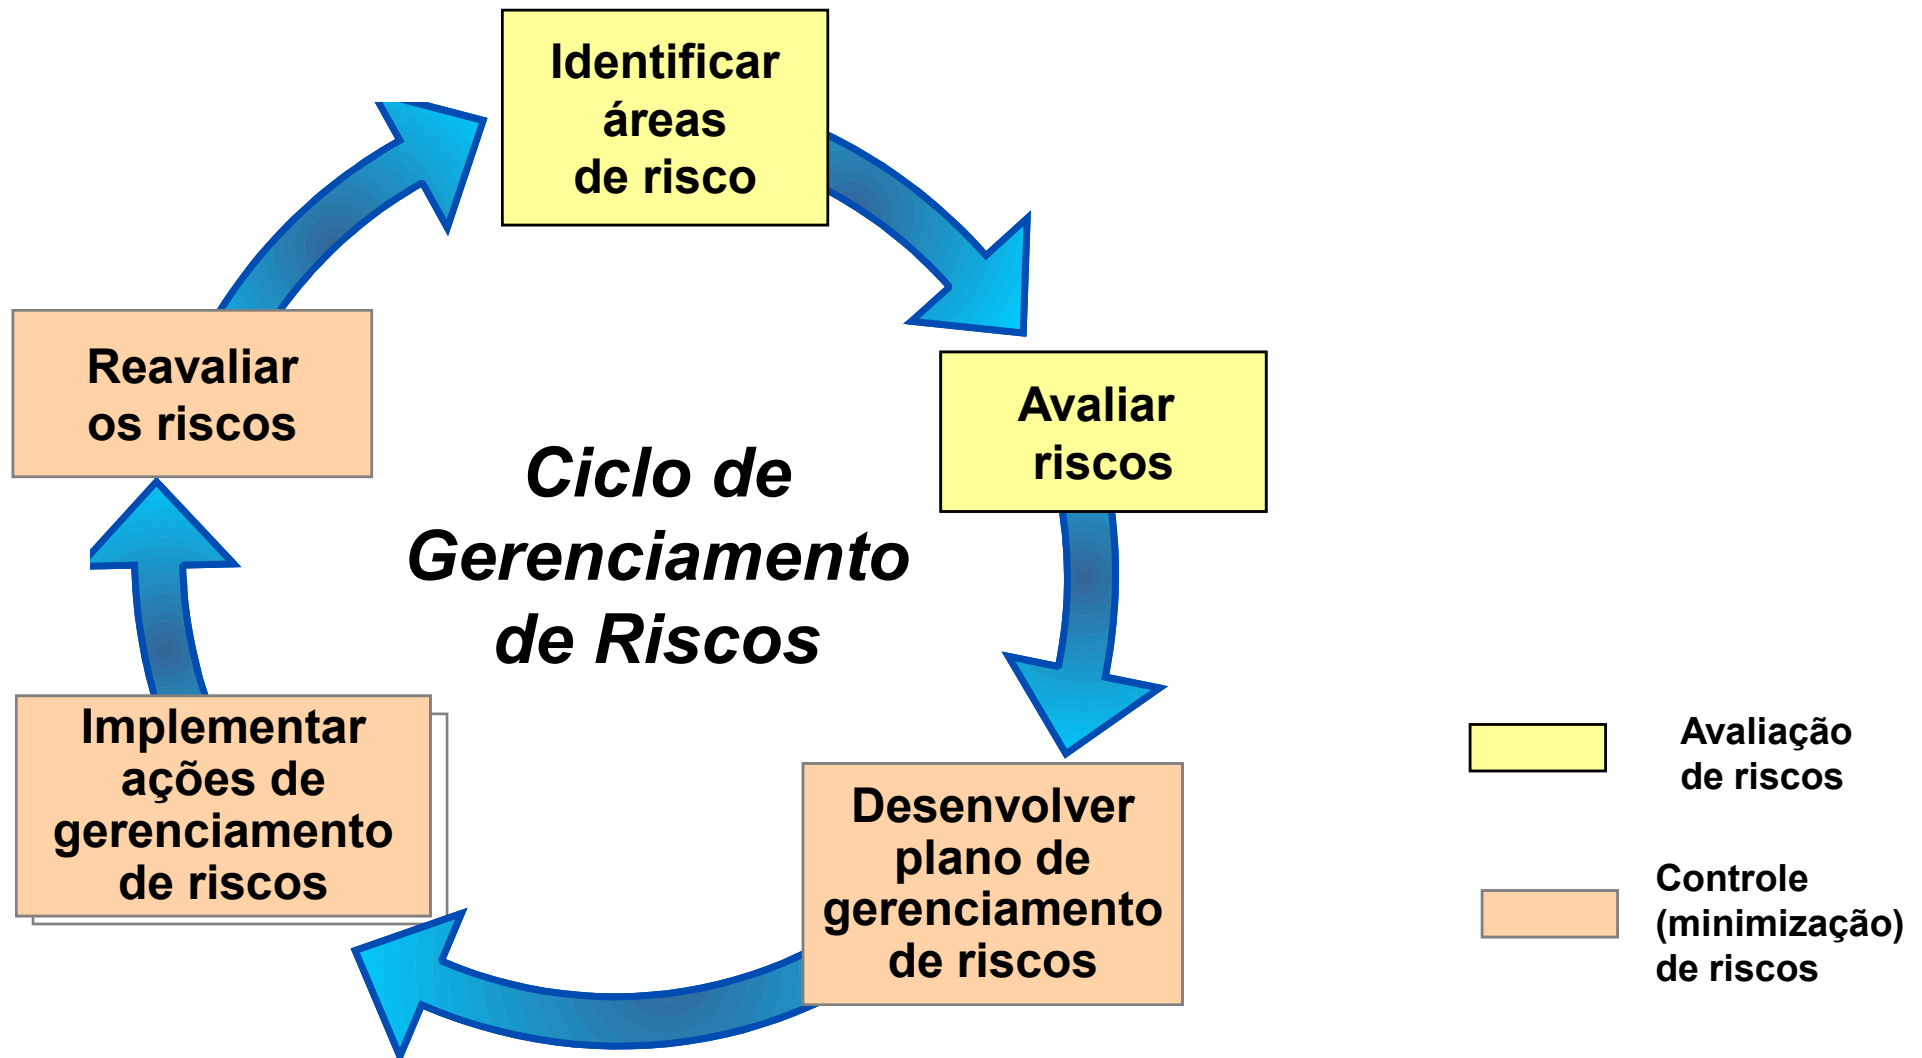 Identificar
áreas
de risco
Avaliar
riscos
Desenvolver
plano de
gerenciamento
de riscos
Implementar
ações de
gerenciamento
de riscos
Reavaliar
os riscos
Ciclo de
Gerenciamento
de Riscos
Avaliação
de riscos
Controle
(minimização)
de riscos